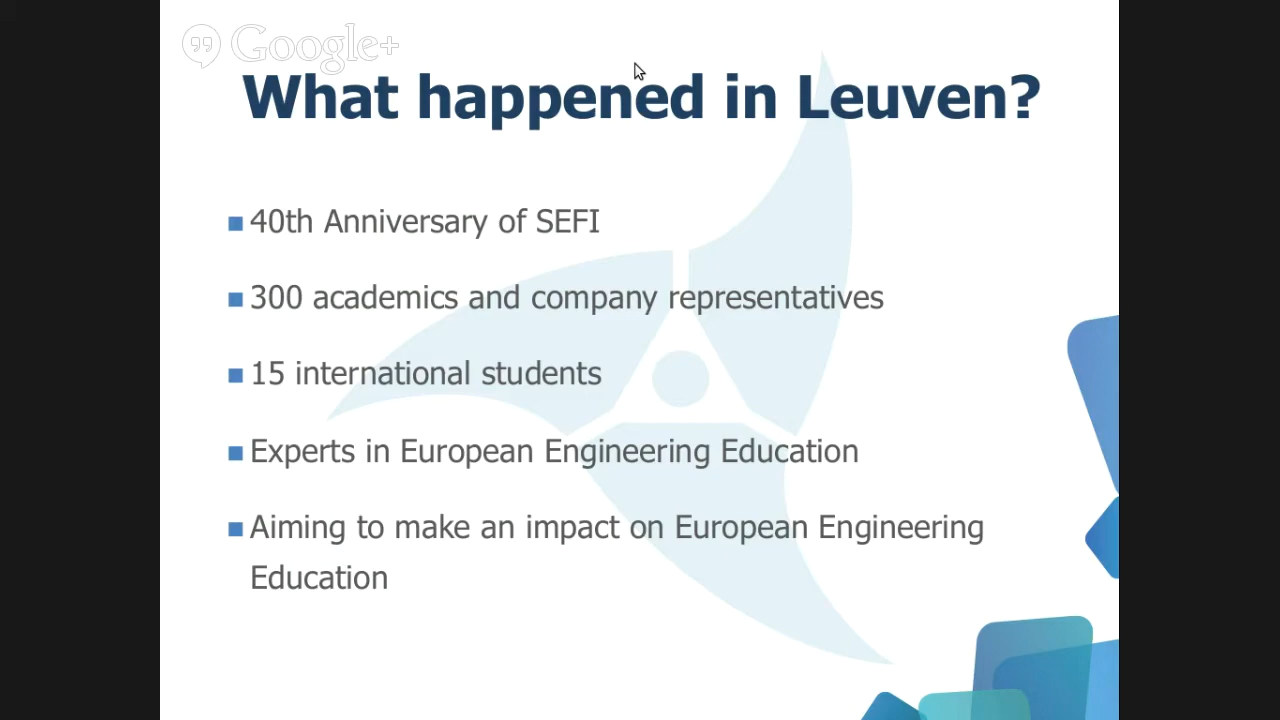 Google+
What happened in Leuven?
40th Anniversary of SEFI
300 academics and company representatives
15 international students
Experts in European Engineering Education
Aiming to make an impact on European Engineering
Education